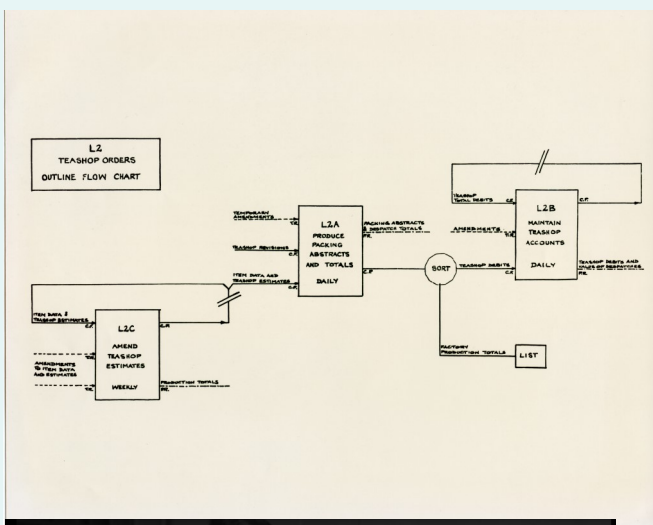 L2
TEASHOP ORDERS
OUTLINE FLOW CHART
ITEM DATA &
TEASHOP ESTIMATES
C.F.
AMENDMENTS
TO ITEM DATA
AND ESTIMATES
T.R.
T.R.
L2C
AMEND
TEASHOP
ESTIMATES
WEEKLY
C.P.
PRODUCTION TOTALS
P.R.
TEMPORARY
AMENDMENTS
T.R.
TEASHOP REVISIONS
C.F.
ITEM DATA AND
TEASHOP ESTIMATES
C.F.
L2A
PRODUCE
PACKING
ABSTRACTS
AND TOTALS
DAILY
PACKING ABSTRACTS
& DESPATCH TOTALS
P.R.
C.P
SORT
TEASHOP DEBITS
C.F.
FACTORY
PRODUCTION TOTALS
LIST
TEASHOP
TOTAL DEBITS
C.F.
AMENDMENTS
T.R.
L2B
MAINTAIN
TEASHOP
ACCOUNTS
DAILY
C.P.
TEASHOP DEBITS AND
SALES OF DESPATCHES
P.R.